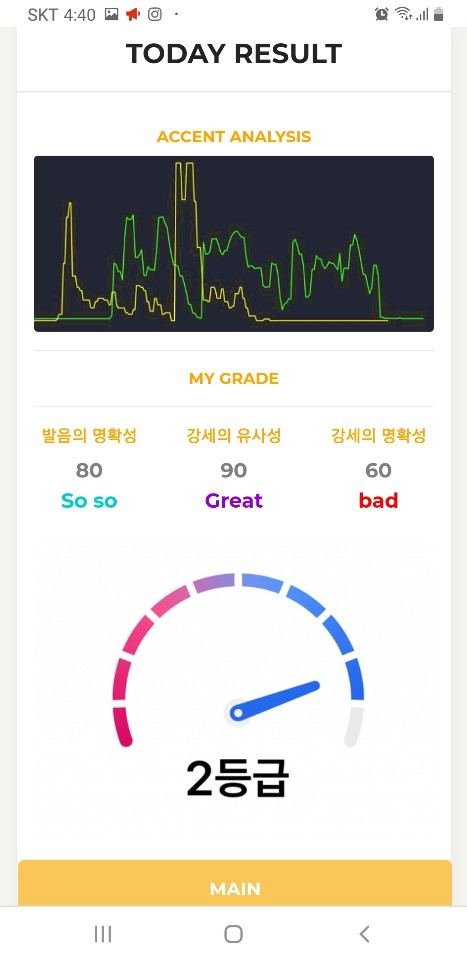 SKT 4:40
TODAY RESULT
ACCENT ANALYSIS
MY GRADE
발음의 명확성 강세의 유사성 강세의 명확성
80 90 60
So so Great bad
2등급
MAIN